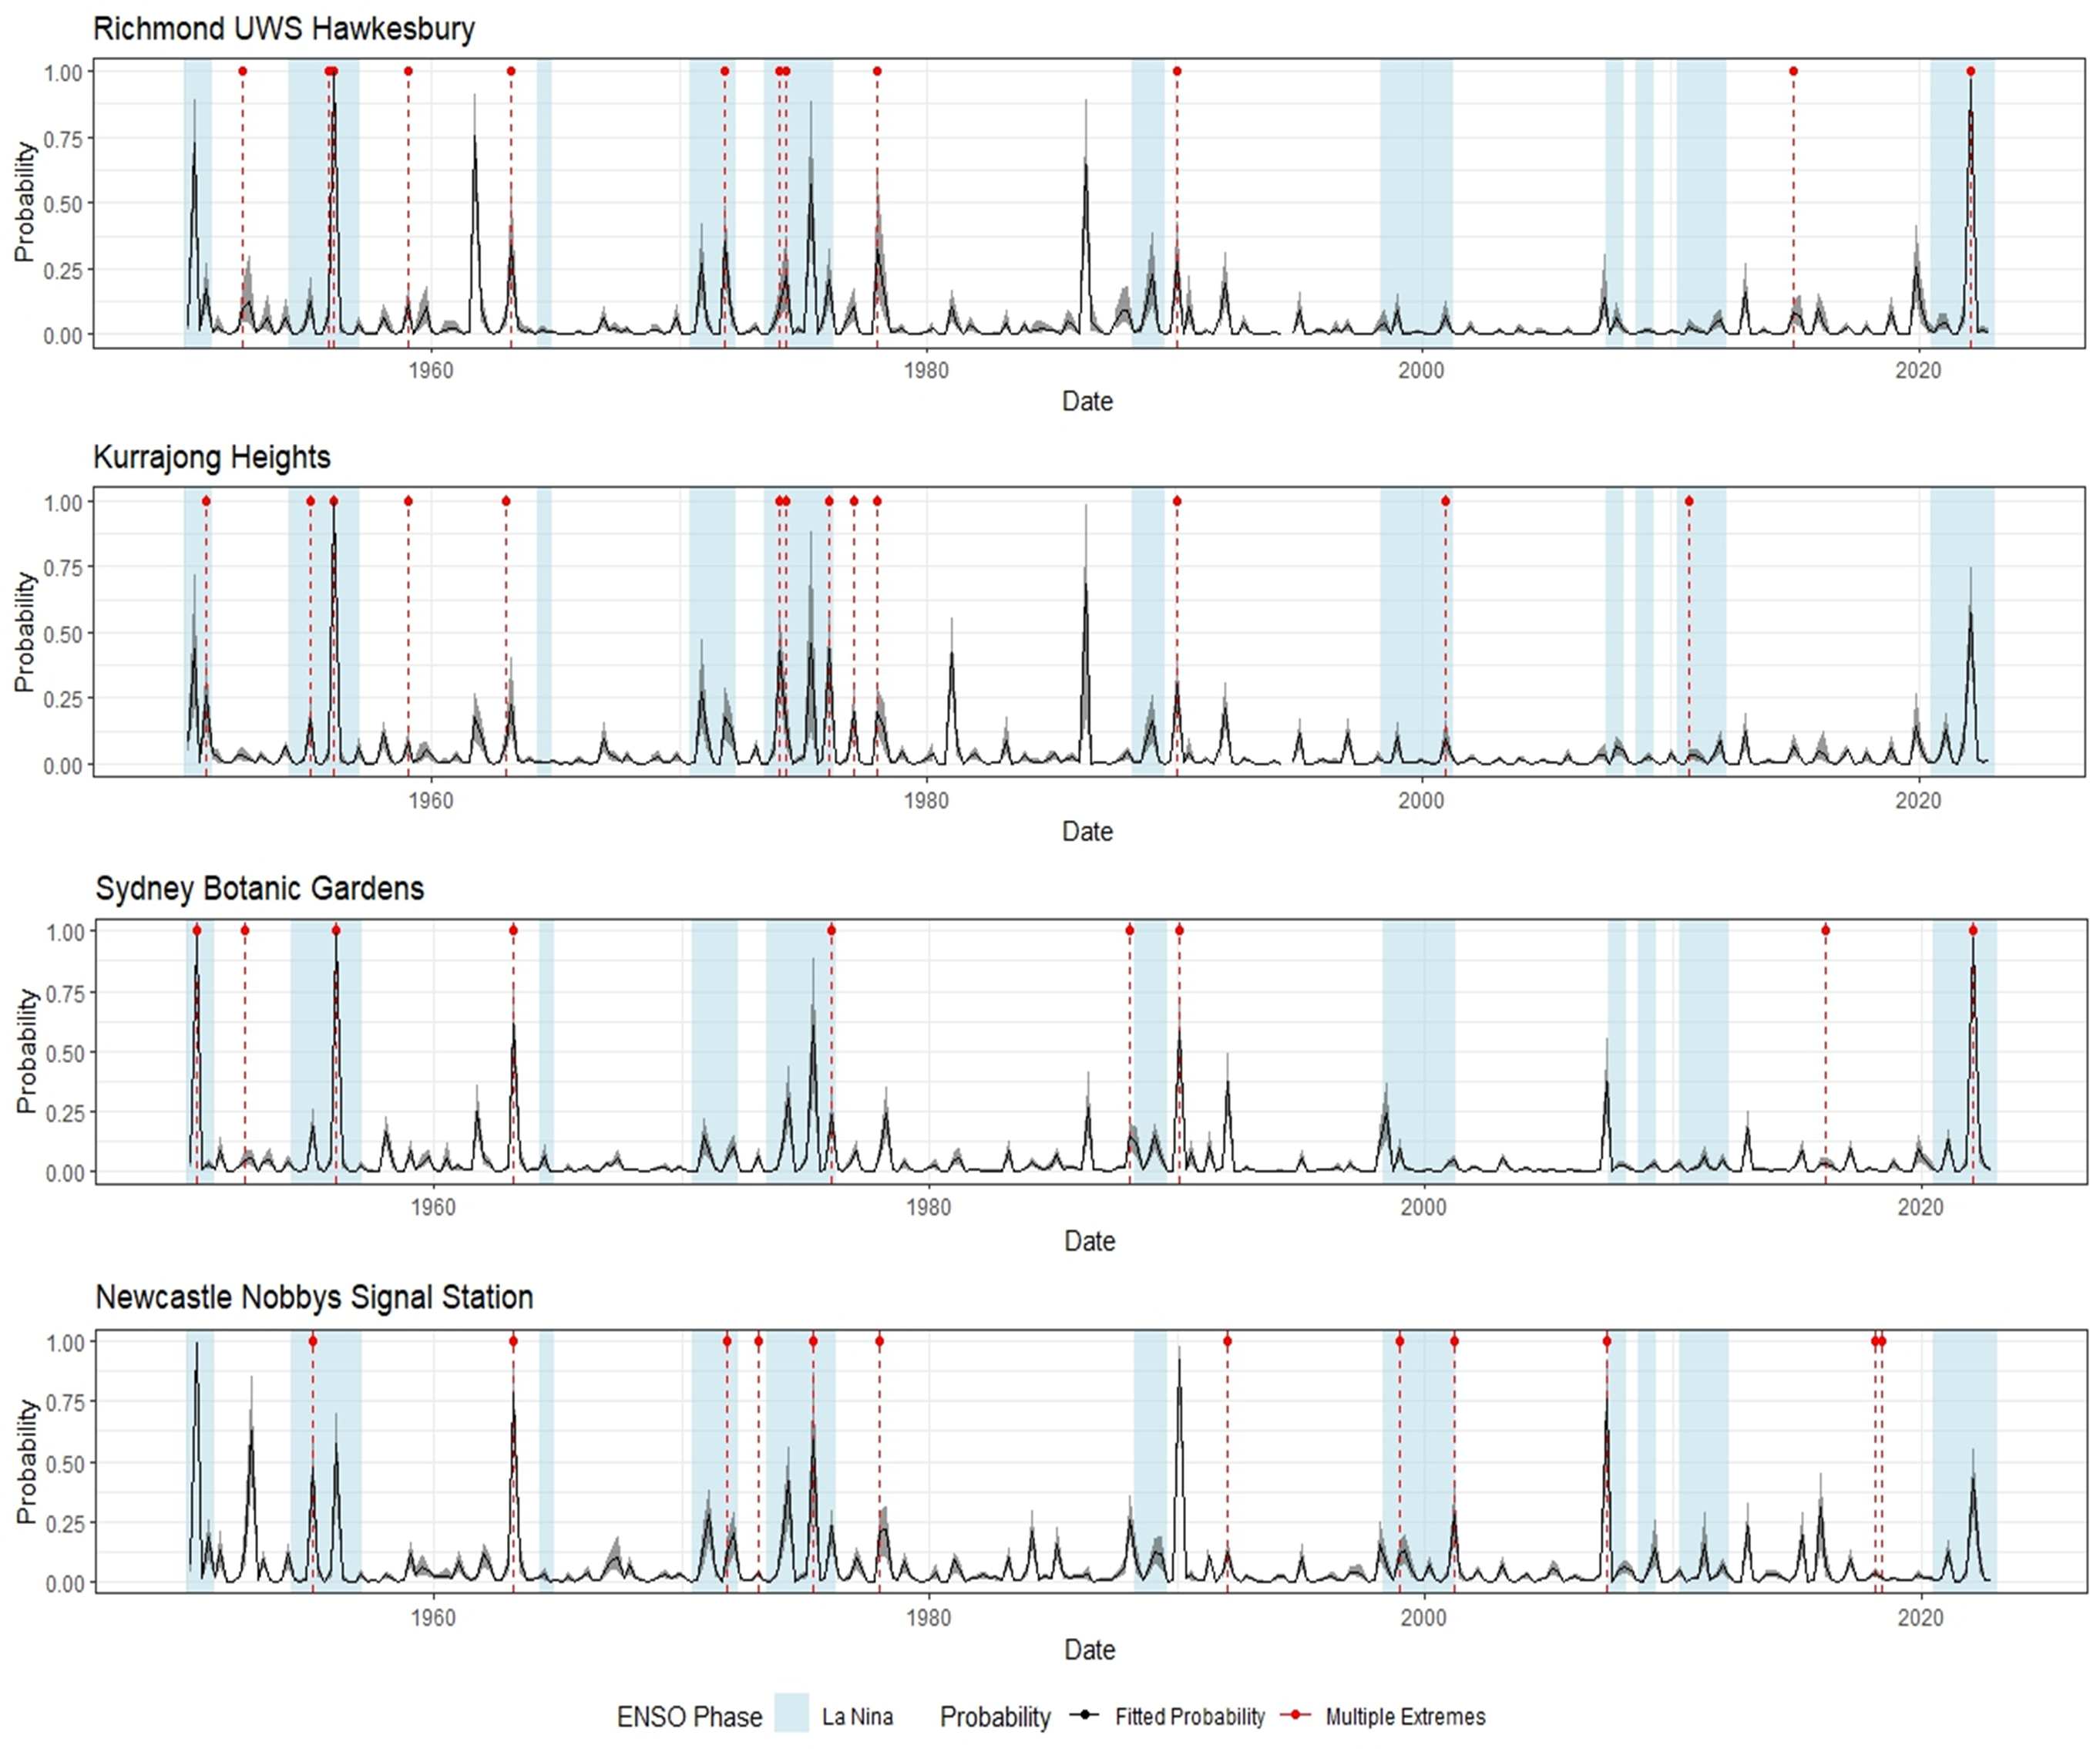 Richmond UWS Hawkesbury
1.00
0.75
0.50
0.25
0.00
Probability
1960 1980 2000 2020
Date
Kurrajong Heights
1.00
0.75
0.50
0.25
0.00
Probability
1960 1980 2000 2020
Date
Sydney Botanic Gardens
1.00
0.75
0.50
0.25
0.00
Probability
1960 1980 2000 2020
Date
Newcastle Nobbys Signal Station
1.00
0.75
0.50
0.25
0.00
Probability
1960 1980 2000 2020
Date
ENSO Phase La Nina Probability Fitted Probability Multiple Extremes